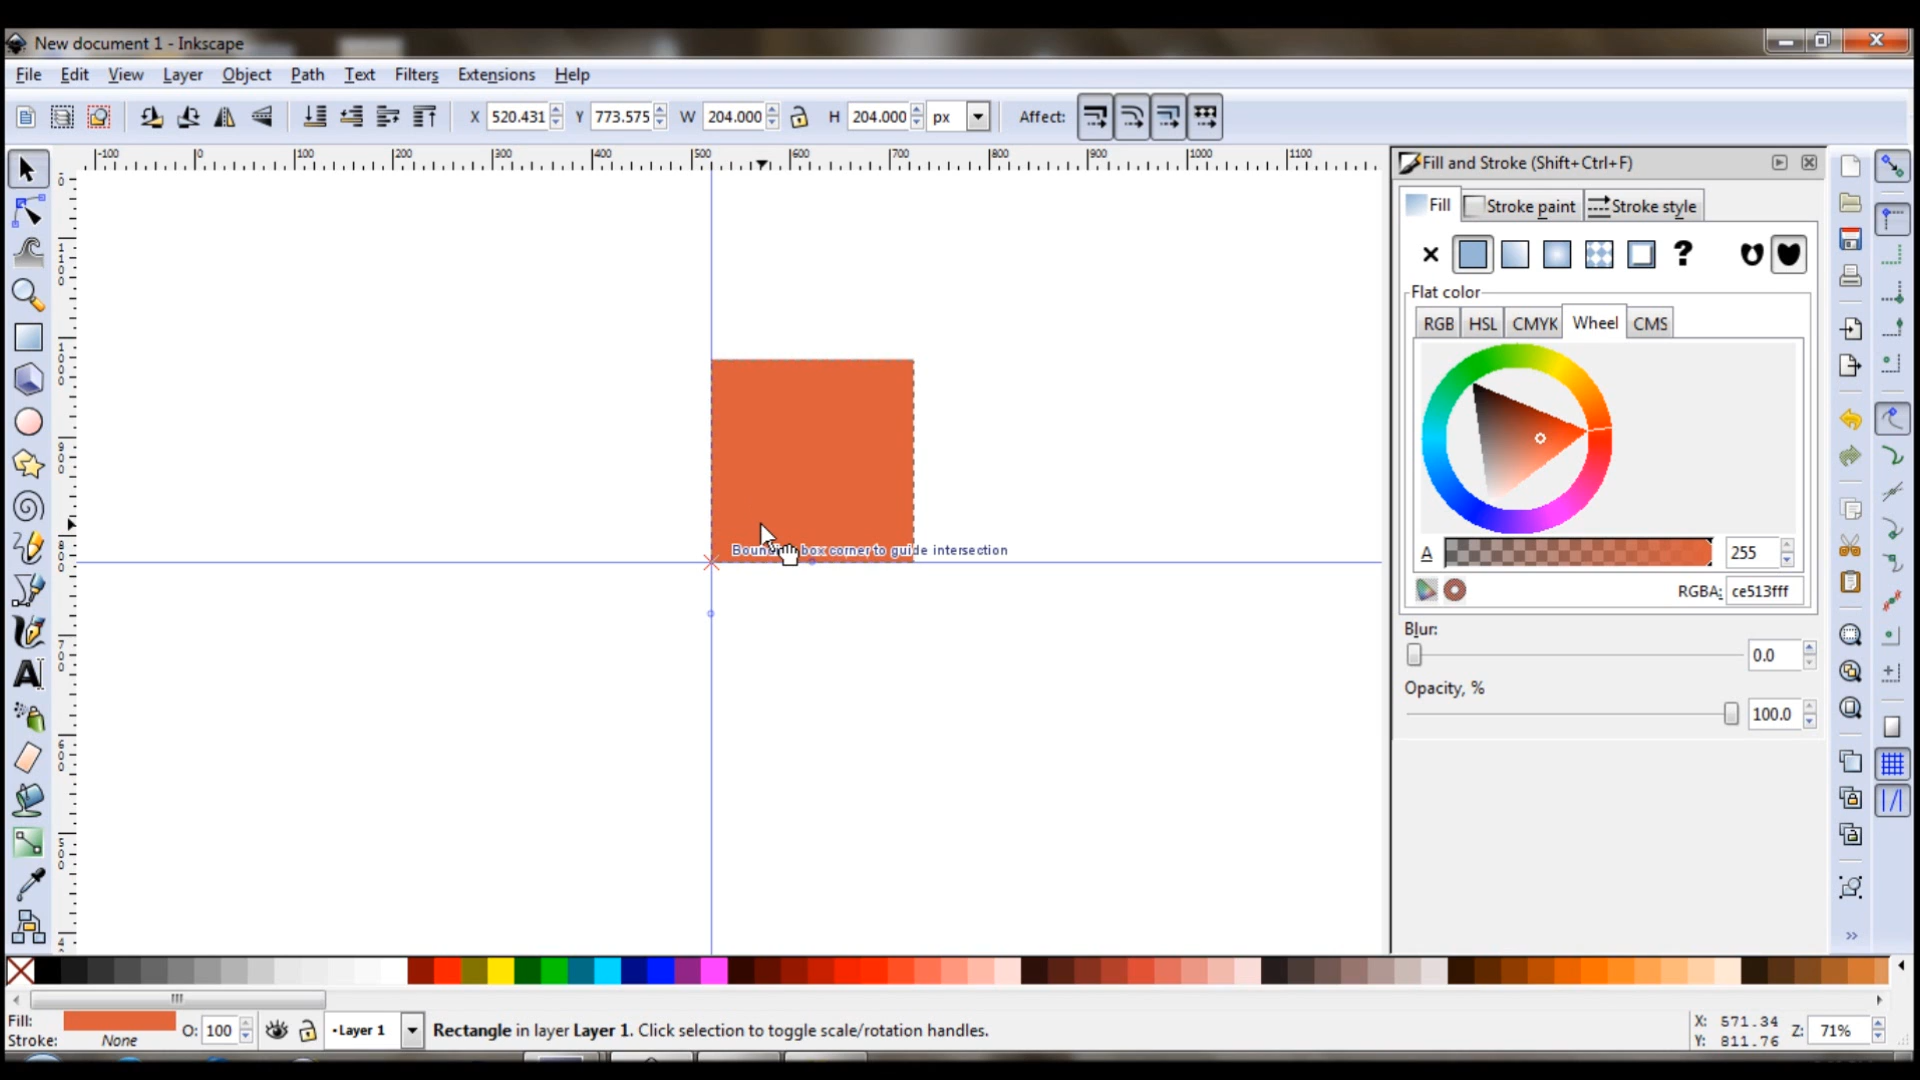 New document 1 - Inkscape
File Edit View Layer Object Path Text Filters Extensions Help
X 520.431 Y 773.575 W 204.000 H 204.000 px Affect:
-100 0 100 200 300 400 500 600 700 800 900 1000 1100
Fill and Stroke (Shift+Ctrl+F)
Fill Stroke paint Stroke style
?
Flat color
RGB HSL CMYK Wheel CMS
box corner to guide intersection
A 255
RGBA: ce513fff
Blur:
0.0
Opacity, %
100.0
Fill: O: 100 •Layer 1 Rectangle in layer Layer 1. Click selection to toggle scale/rotation handles. X: 571.34 Z: 71%
Stroke: None Y: 811.76